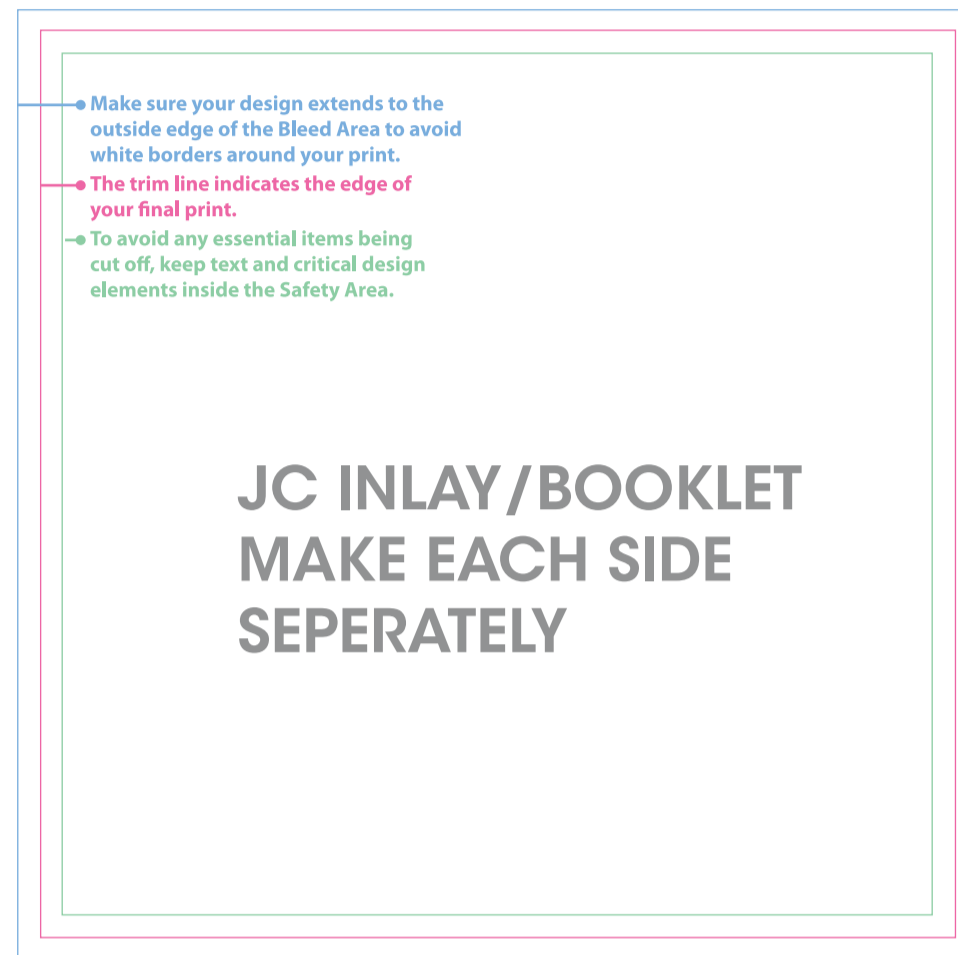 Make sure your design extends to the
outside edge of the Bleed Area to avoid
white borders around your print.
The trim line indicates the edge of
your final print.
To avoid any essential items being
cut off, keep text and critical design
elements inside the Safety Area.
JC INLAY/BOOKLET
MAKE EACH SIDE
SEPERATELY